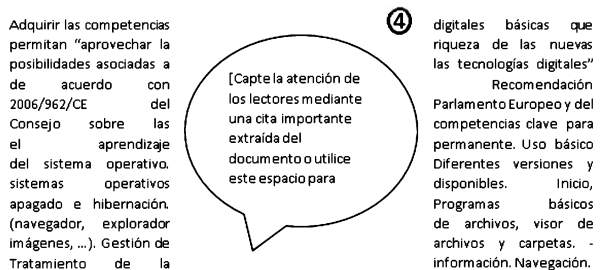 ④
Adquirir las competencias digitales básicas que
permitan “aprovechar la riqueza de las nuevas
posibilidades asociadas a las tecnologías digitales”
de acuerdo con Recomendación
2006/962/CE del Parlamento Europeo y del
Consejo sobre las competencias clave para
el aprendizaje permanente. Uso básico
del sistema operativo. Diferentes versiones y
sistemas operativos disponibles. Inicio,
apagado e hibernación. Programas básicos
(navegador, explorador de archivos, visor de
imágenes, ...). Gestión de archivos y carpetas. -
Tratamiento de la información. Navegación.
[Capte la atención de
los lectores mediante
una cita importante
extraída del
documento o utilice
este espacio para